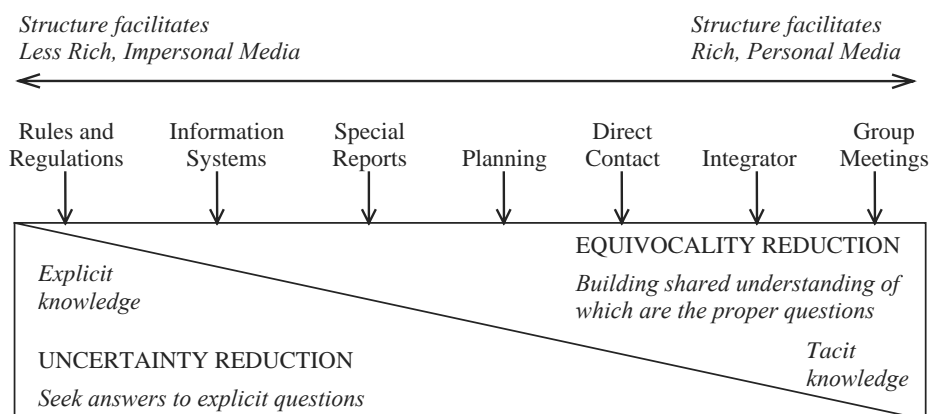 Structure facilitates
Less Rich, Impersonal Media
Structure facilitates
Rich, Personal Media
Rules and
Regulations
Information
Systems
Special
Reports
Planning
Direct
Contact
Integrator
Group
Meetings
EQUIVOCALITY REDUCTION
Building shared understanding of
which are the proper questions
Explicit
knowledge
Tacit
knowledge
UNCERTAINTY REDUCTION
Seek answers to explicit questions